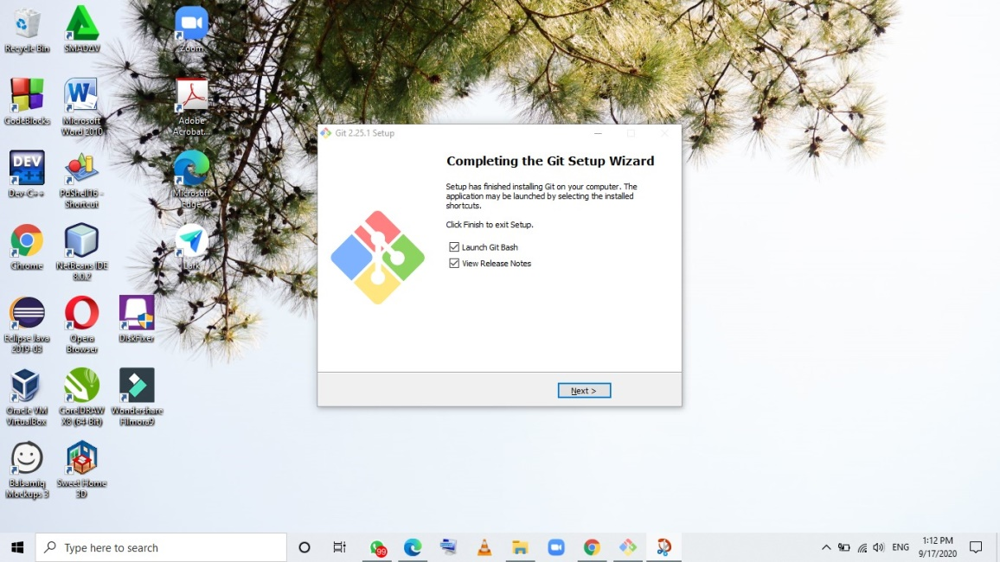 Recycle Bin
SMADAV
Zoom
CodeBlocks
Microsoft
Word 2010
Adobe
Acrobat...
DEV
C++
Dev-C++
PdShell16 -
Shortcut
Microsoft
Edge
Chrome
NetBeans IDE
8.0.2
Lark
Eclipse Java
2019-03
Opera
Browser
DiskFixer
Oracle VM
VirtualBox
CorelDRAW
X8 (64-Bit)
Wondershare
Filmora9
Balsamiq
Mockups 3
Sweet Home
3D
Git 2.25.1 Setup
Completing the Git Setup Wizard
Setup has finished installing Git on your computer. The
application may be launched by selecting the installed
shortcuts.
Click Finish to exit Setup.
Launch Git Bash
View Release Notes
Next >
Type here to search
99
ENG
1:12 PM
9/17/2020